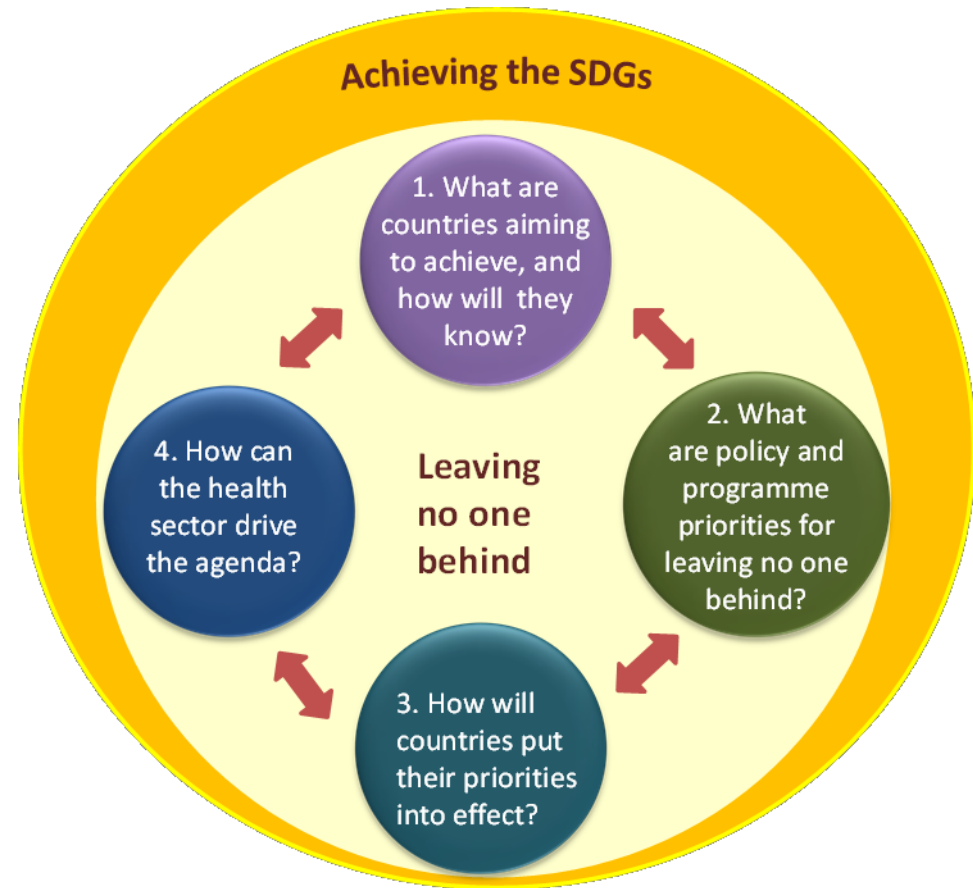 Achieving the SDGs
1. What are
countries aiming
to achieve, and
how will they
know?
2. What
are policy and
programme
priorities for
leaving no one
behind?
3. How will
countries put
their priorities
into effect?
4. How can
the health
sector drive
the agenda?
Leaving
no one
behind